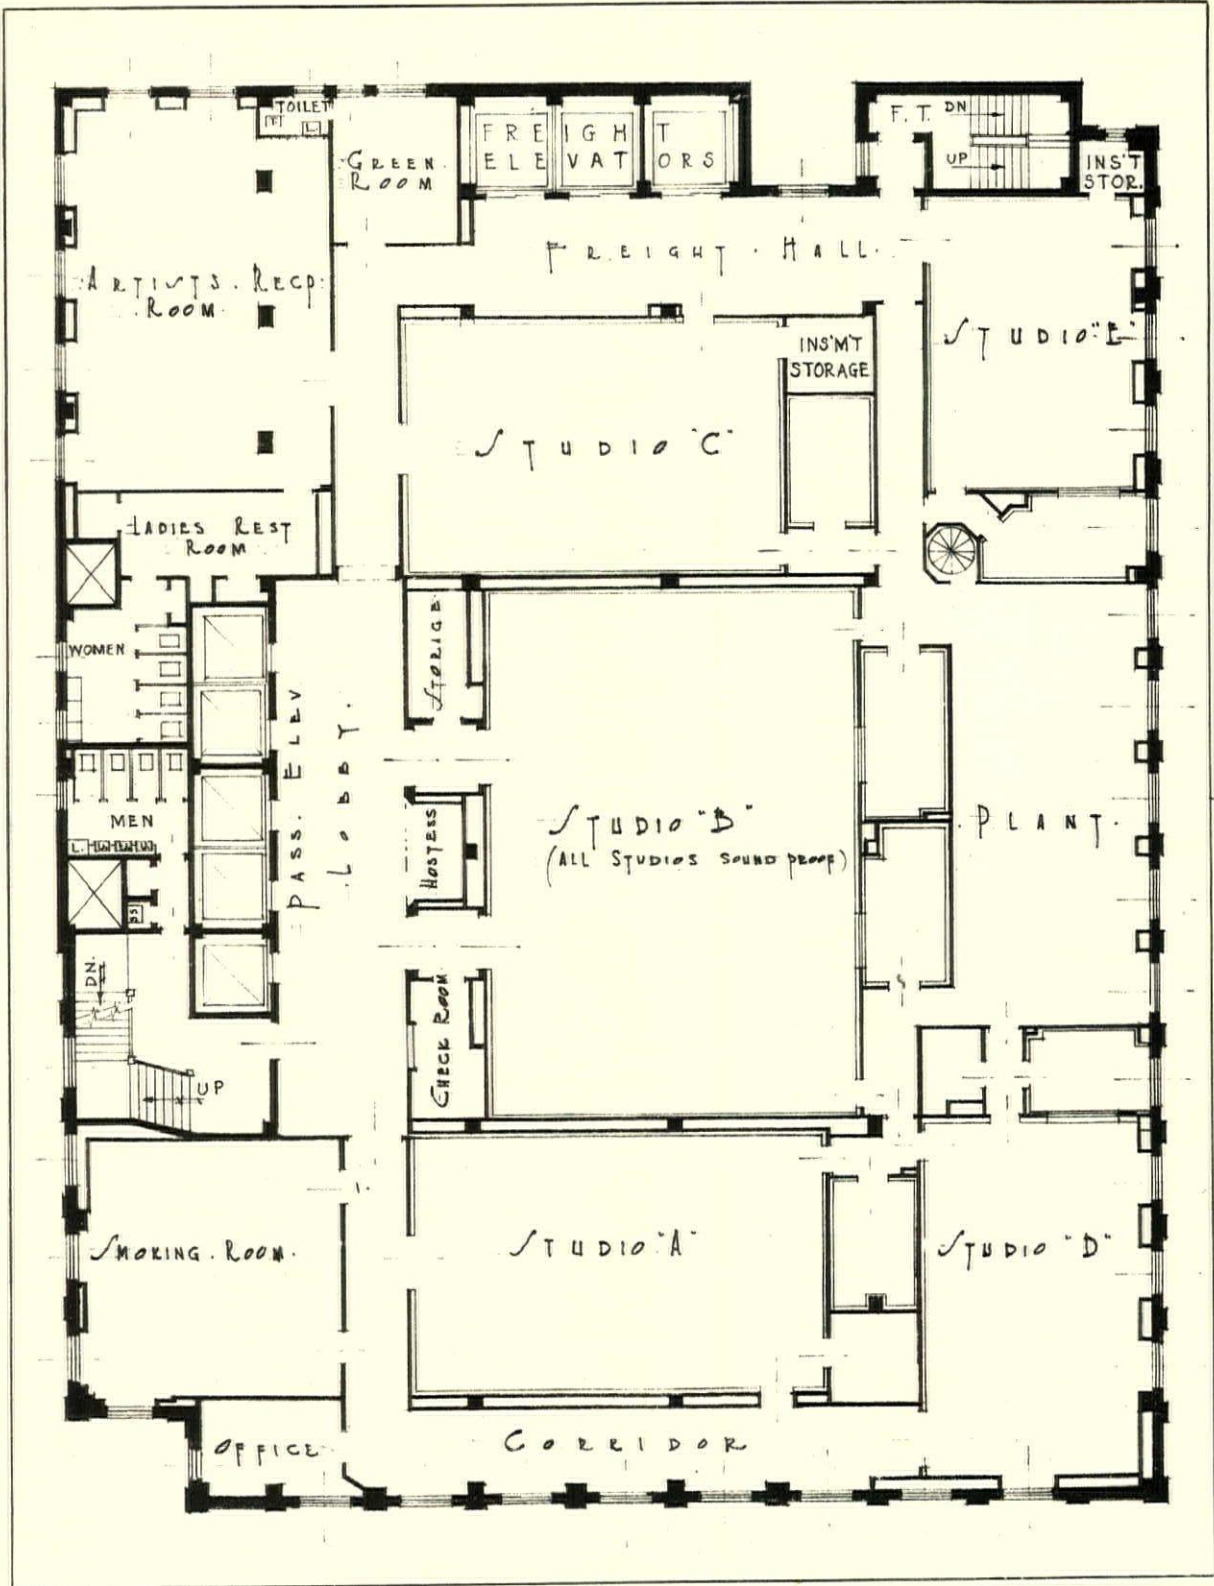 TOILET
GREEN
ROOM
FREIGHT
ELEVATORS
F.T.
DN
UP
INS'T
STOR.
FREIGHT · HALL ·
ARTISTS · RECP.
ROOM
STUDIO "E"
INS'M'T
STORAGE
STUDIO "C"
LADIES REST
ROOM
WOMEN
STORAGE
PASS. ELEV
LOBBY.
MEN
L.
HOSTESS
STUDIO "B"
(ALL STUDIOS SOUND PROOF)
· PLANT ·
SS
DN.
CHECK ROOM
UP
SMOKING · ROOM ·
STUDIO "A"
STUDIO "D"
OFFICE
CORRIDOR